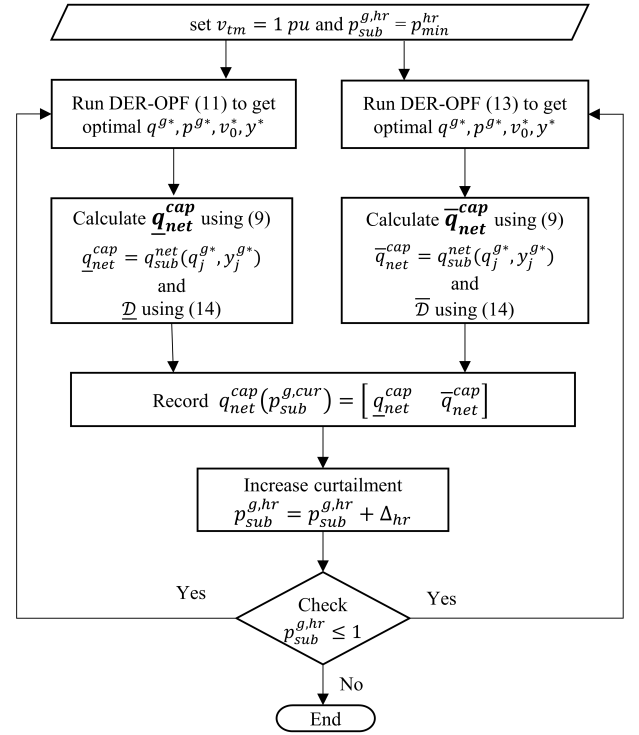 set v_tm = 1 pu and p_sub^{g,hr} = p_min^{hr}
Run DER-OPF (11) to get
optimal q^{g*}, p^{g*}, v_0^*, y^*
Run DER-OPF (13) to get
optimal q^{g*}, p^{g*}, v_0^*, y^*
Calculate q̲_net^{cap} using (9)
q̲_net^{cap} = q_sub^{net}(q_j^{g*}, y_j^{g*})
and
𝒟̲ using (14)
Calculate q̅_net^{cap} using (9)
q̅_net^{cap} = q_sub^{net}(q_j^{g*}, y_j^{g*})
and
𝒟̅ using (14)
Record q_net^{cap}(p_sub^{g,cur}) = [ q̲_net^{cap} q̅_net^{cap} ]
Increase curtailment
p_sub^{g,hr} = p_sub^{g,hr} + Δ_hr
Yes
Check
p_sub^{g,hr} ≤ 1
Yes
No
End